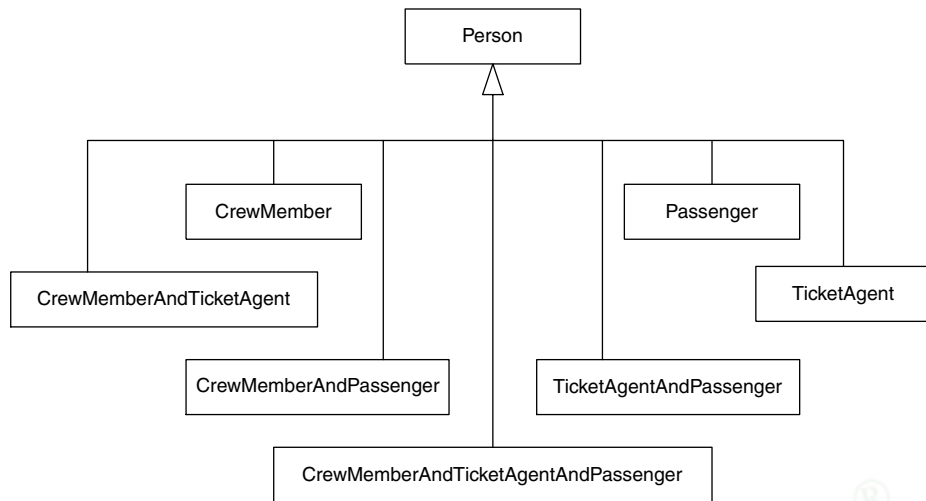 Person
CrewMember
Passenger
CrewMemberAndTicketAgent
TicketAgent
CrewMemberAndPassenger
TicketAgentAndPassenger
CrewMemberAndTicketAgentAndPassenger
®